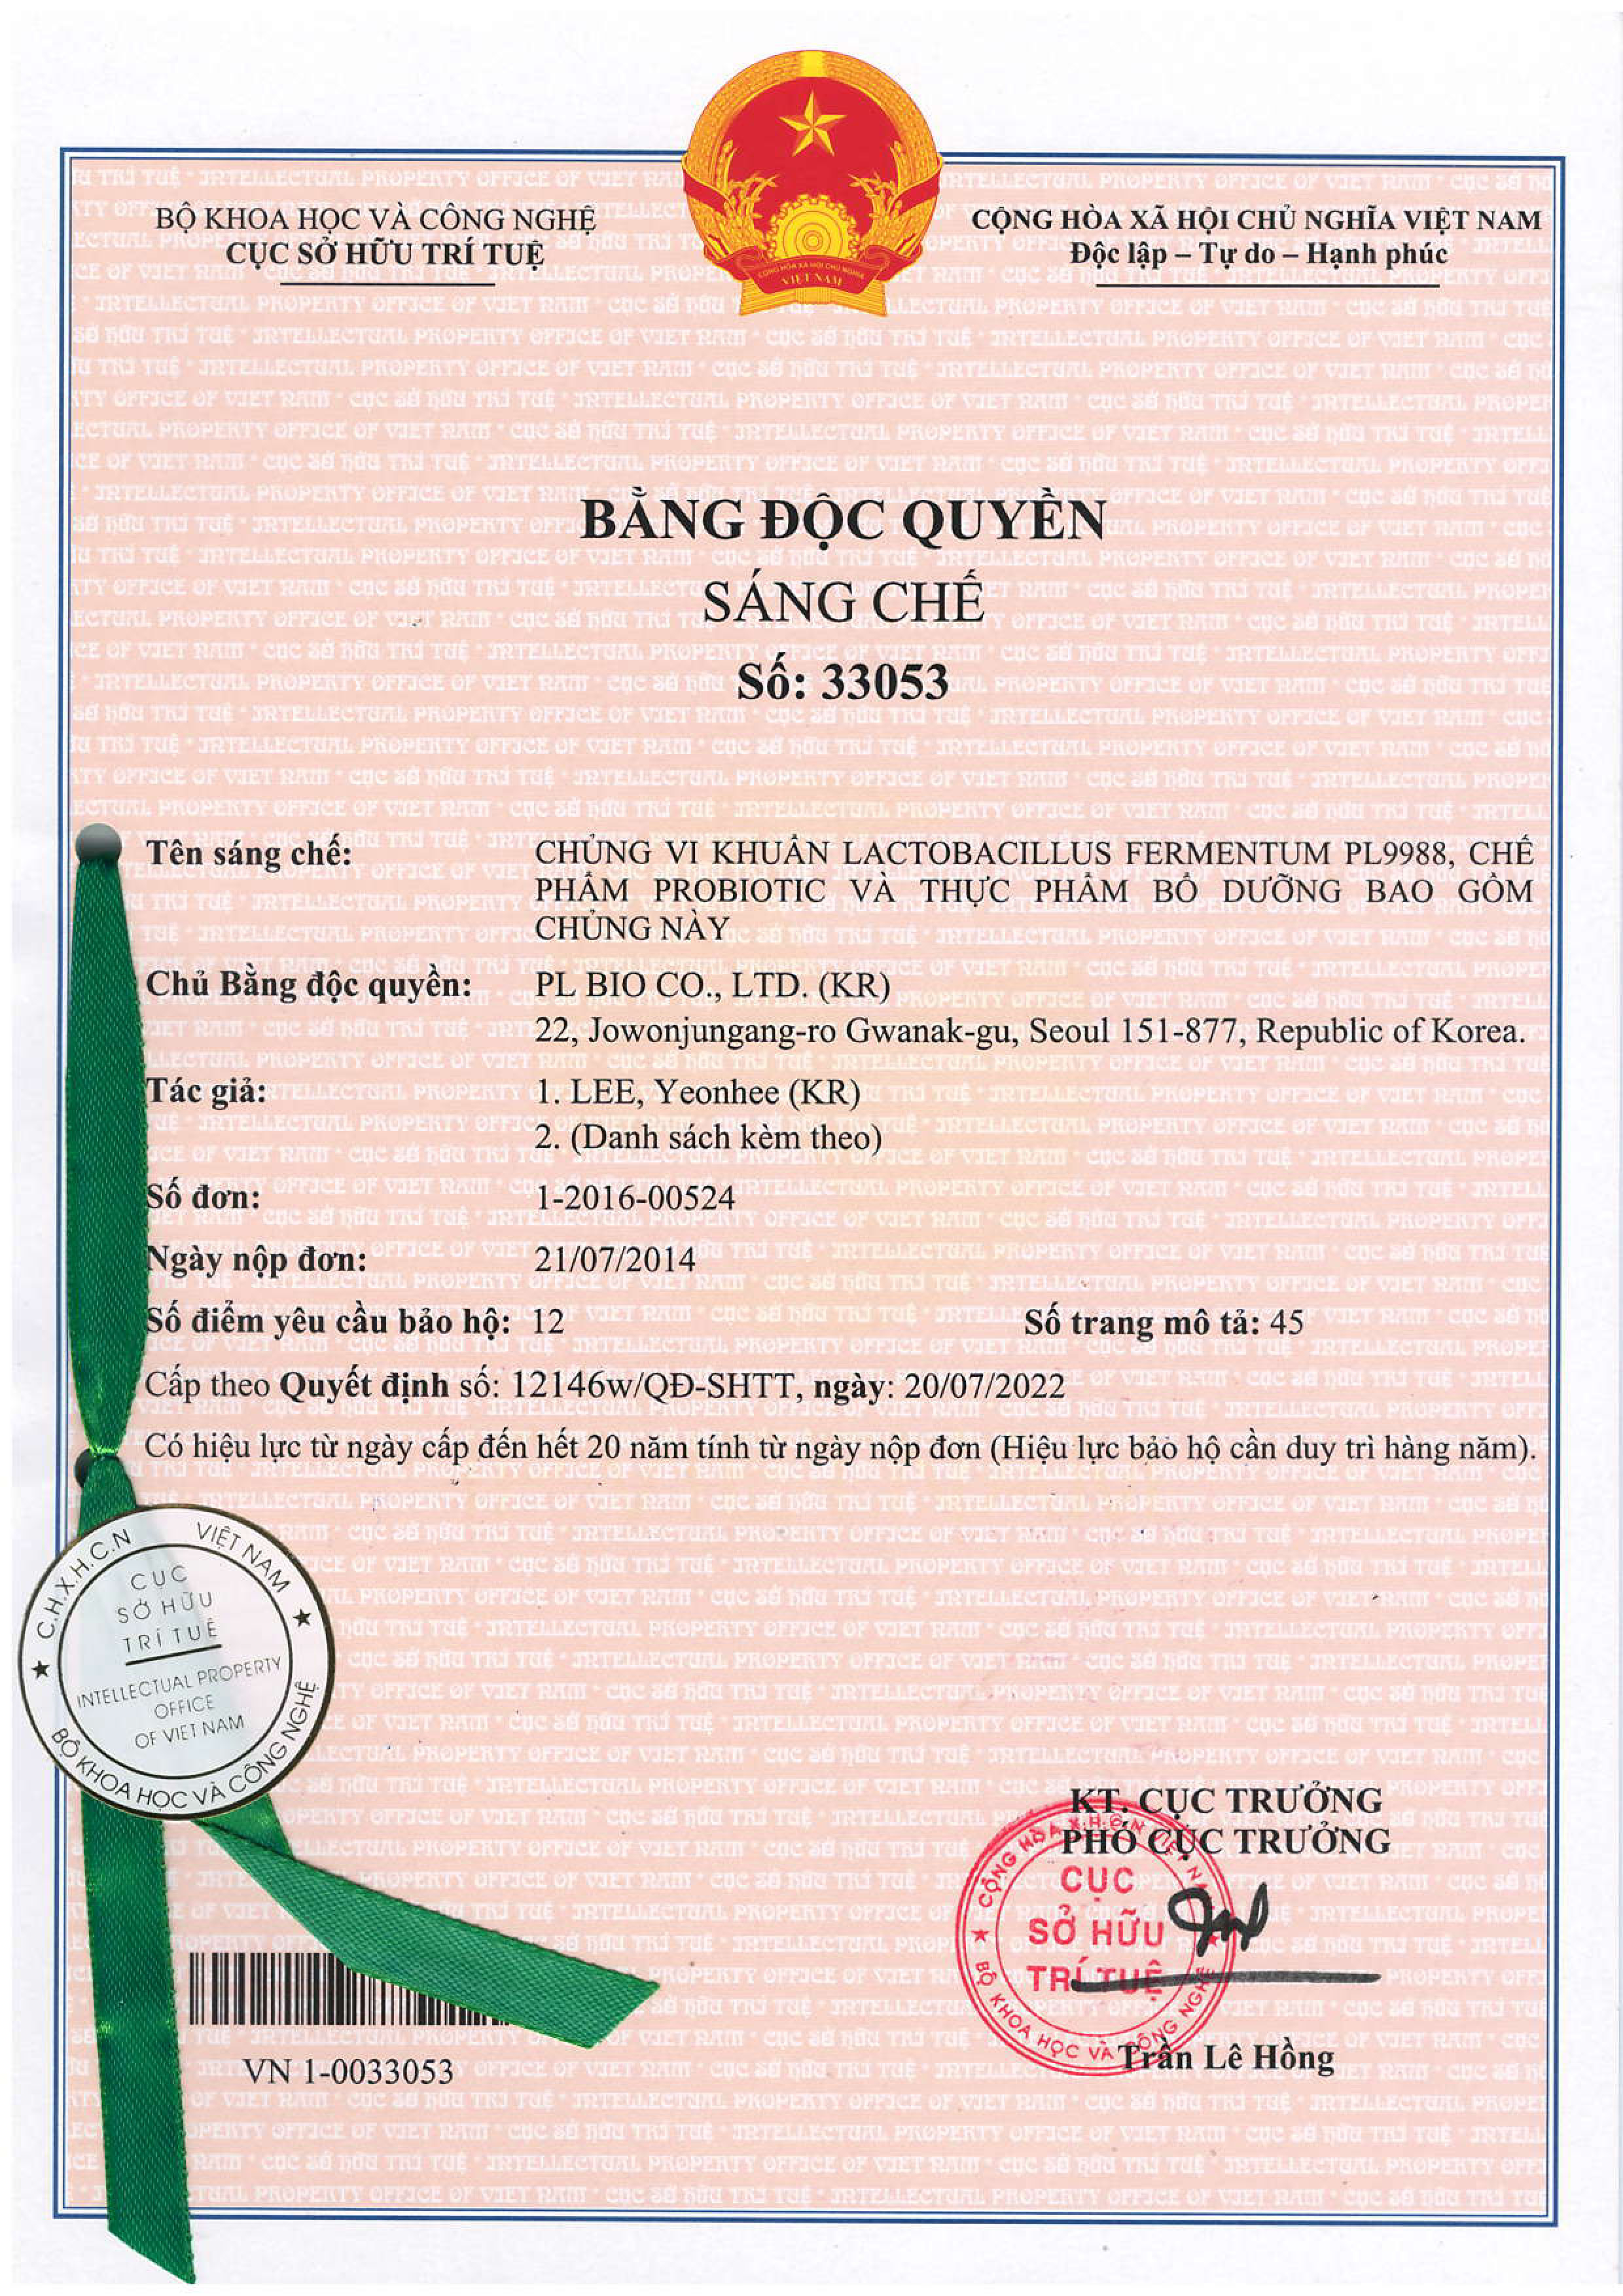 CỘNG HÒA XÃ HỘI CHỦ NGHĨA
VIỆT NAM
BỘ KHOA HỌC VÀ CÔNG NGHỆ
CỤC SỞ HỮU TRÍ TUỆ
CỘNG HÒA XÃ HỘI CHỦ NGHĨA VIỆT NAM
Độc lập – Tự do – Hạnh phúc
BẰNG ĐỘC QUYỀN
SÁNG CHẾ
Số: 33053
Tên sáng chế: CHỦNG VI KHUẨN LACTOBACILLUS FERMENTUM PL9988, CHẾ
PHẨM PROBIOTIC VÀ THỰC PHẨM BỔ DƯỠNG BAO GỒM
CHỦNG NÀY
Chủ Bằng độc quyền: PL BIO CO., LTD. (KR)
22, Jowonjungang-ro Gwanak-gu, Seoul 151-877, Republic of Korea.
Tác giả: 1. LEE, Yeonhee (KR)
2. (Danh sách kèm theo)
Số đơn: 1-2016-00524
Ngày nộp đơn: 21/07/2014
Số điểm yêu cầu bảo hộ: 12 Số trang mô tả: 45
Cấp theo Quyết định số: 12146w/QĐ-SHTT, ngày: 20/07/2022
Có hiệu lực từ ngày cấp đến hết 20 năm tính từ ngày nộp đơn (Hiệu lực bảo hộ cần duy trì hàng năm).
C.H.X.H.C.N VIỆT NAM
CỤC
SỞ HỮU
TRÍ TUỆ
INTELLECTUAL PROPERTY
OFFICE
OF VIET NAM
BỘ KHOA HỌC VÀ CÔNG NGHỆ
KT. CỤC TRƯỞNG
PHÓ CỤC TRƯỞNG
CỘNG HÒA X.H.C.N VIỆT NAM
CỤC
SỞ HỮU
TRÍ TUỆ
BỘ KHOA HỌC VÀ CÔNG NGHỆ
Trần Lê Hồng
VN 1-0033053